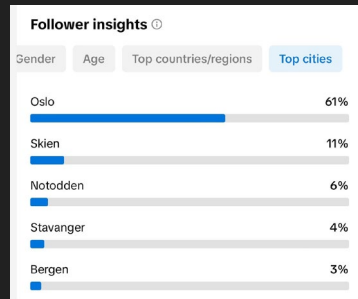 Follower insights
Gender Age Top countries/regions Top cities
Oslo 61%
Skien 11%
Notodden 6%
Stavanger 4%
Bergen 3%